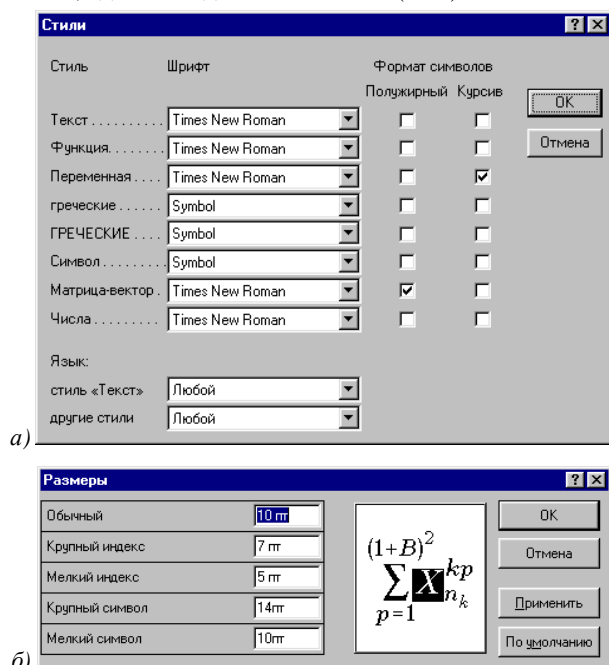 Стили
Стиль Шрифт Формат символов
Полужирный Курсив
OK
Текст . . . . . . . . . . Times New Roman
Функция. . . . . . . . Times New Roman
Отмена
Переменная . . . . Times New Roman
греческие . . . . . . Symbol
ГРЕЧЕСКИЕ . . . . Symbol
Символ . . . . . . . . . Symbol
Матрица-вектор . Times New Roman
Числа . . . . . . . . . Times New Roman
Язык:
стиль «Текст» Любой
другие стили Любой
а)
Размеры
Обычный 10 пт
OK
Крупный индекс 7 пт
Отмена
Мелкий индекс 5 пт
Крупный символ 14пт
Применить
Мелкий символ 10пт
По умолчанию
(1+B)²
∑ X kp n k
p=1
б)